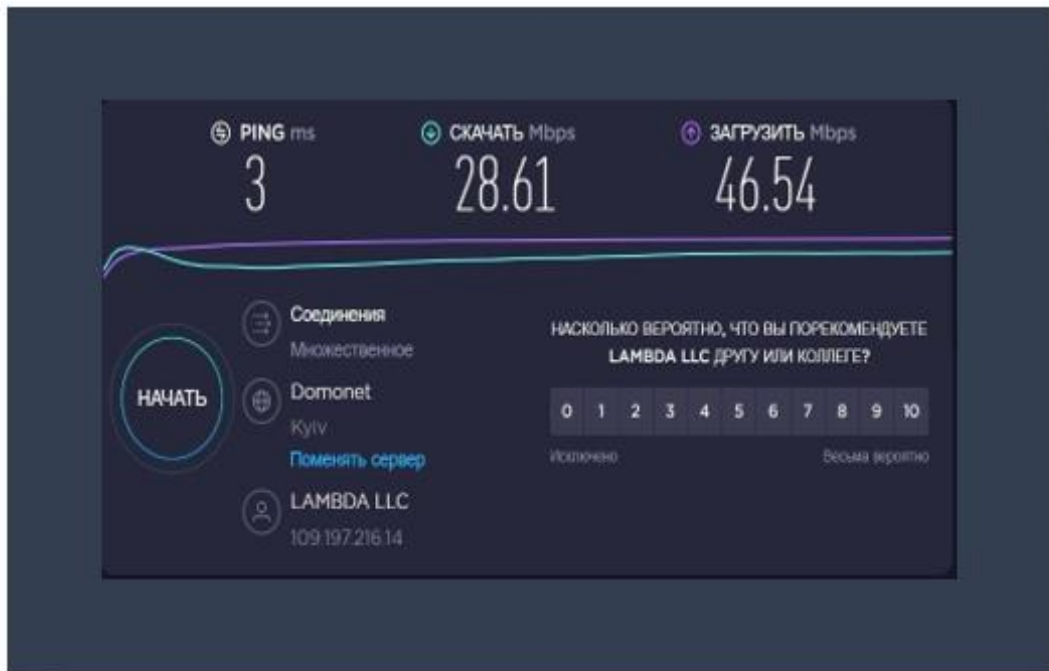 PING ms
СКАЧАТЬ Mbps
ЗАГРУЗИТЬ Mbps
3
28.61
46.54
НАЧАТЬ
Соединения
Множественное
Domonet
Kyiv
Поменять сервер
LAMBDA LLC
109.197.216.14
НАСКОЛЬКО ВЕРОЯТНО, ЧТО ВЫ ПОРЕКОМЕНДУЕТЕ
LAMBDA LLC ДРУГУ ИЛИ КОЛЛЕГЕ?
0 1 2 3 4 5 6 7 8 9 10
Исключено
Весьма вероятно